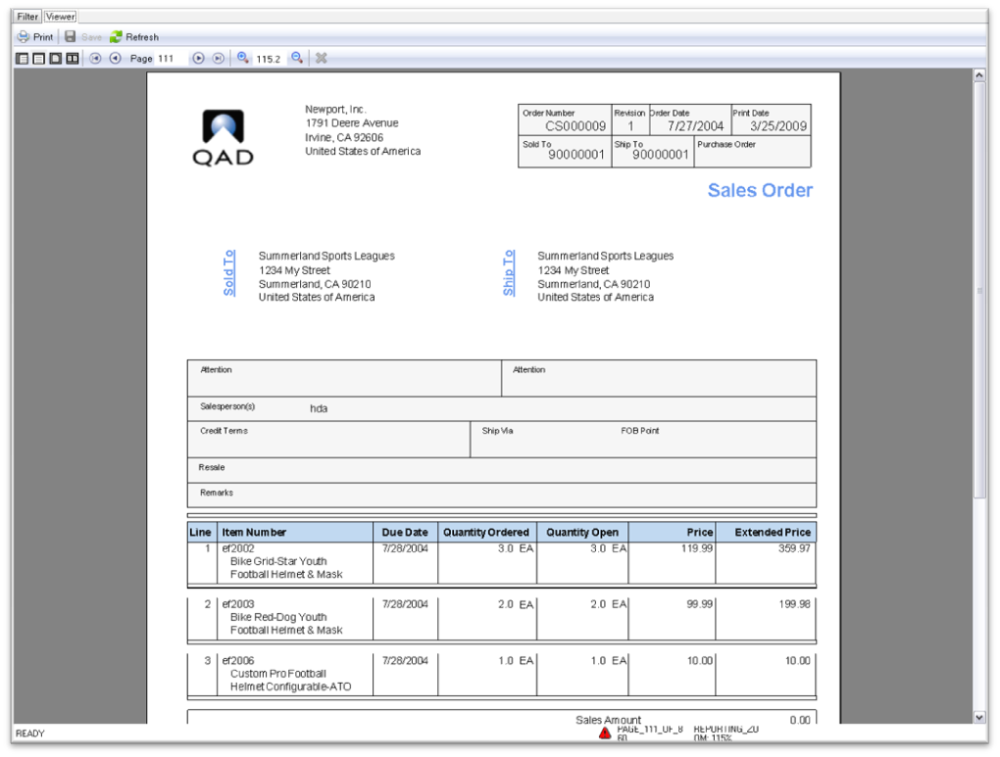 Filter Viewer
Print Save Refresh
Page 111 115.2
QAD
Newport, Inc.
1791 Deere Avenue
Irvine, CA 92606
United States of America
Order Number Revision Order Date Print Date
CS000009 1 7/27/2004 3/25/2009
Sold To Ship To Purchase Order
90000001 90000001
Sales Order
Sold To
Summerland Sports Leagues
1234 My Street
Summerland, CA 90210
United States of America
Ship To
Summerland Sports Leagues
1234 My Street
Summerland, CA 90210
United States of America
Attention Attention
Salesperson(s) hda
Credit Terms Ship Via FOB Point
Resale
Remarks
Line Item Number Due Date Quantity Ordered Quantity Open Price Extended Price
1 ef2002 7/28/2004 3.0 EA 3.0 EA 119.99 359.97
Bike Grid-Star Youth
Football Helmet & Mask
2 ef2003 7/28/2004 2.0 EA 2.0 EA 99.99 199.98
Bike Red-Dog Youth
Football Helmet & Mask
3 ef2006 7/28/2004 1.0 EA 1.0 EA 10.00 10.00
Custom Pro Football
Helmet Configurable-ATO
Sales Amount 0.00
READY
PAGE_111_OF_8 REPORTING_ZO
60 OM: 115%